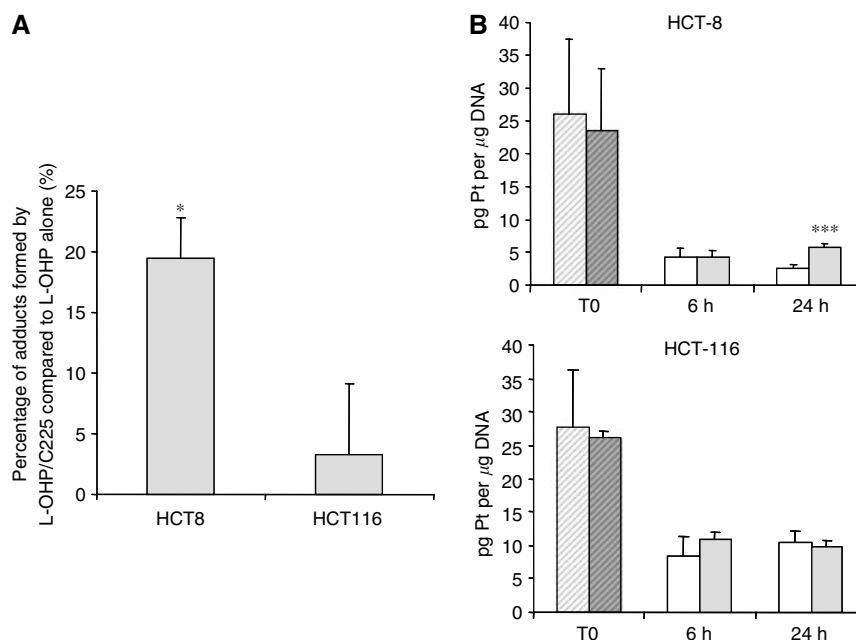 A
Percentage of adducts formed by
L-OHP/C225 compared to L-OHP alone (%)
25
20
15
10
5
0
*
HCT8
HCT116
B
HCT-8
pg Pt per μg DNA
40
35
30
25
20
15
10
5
0
***
T0
6 h
24 h
HCT-116
pg Pt per μg DNA
40
35
30
25
20
15
10
5
0
T0
6 h
24 h